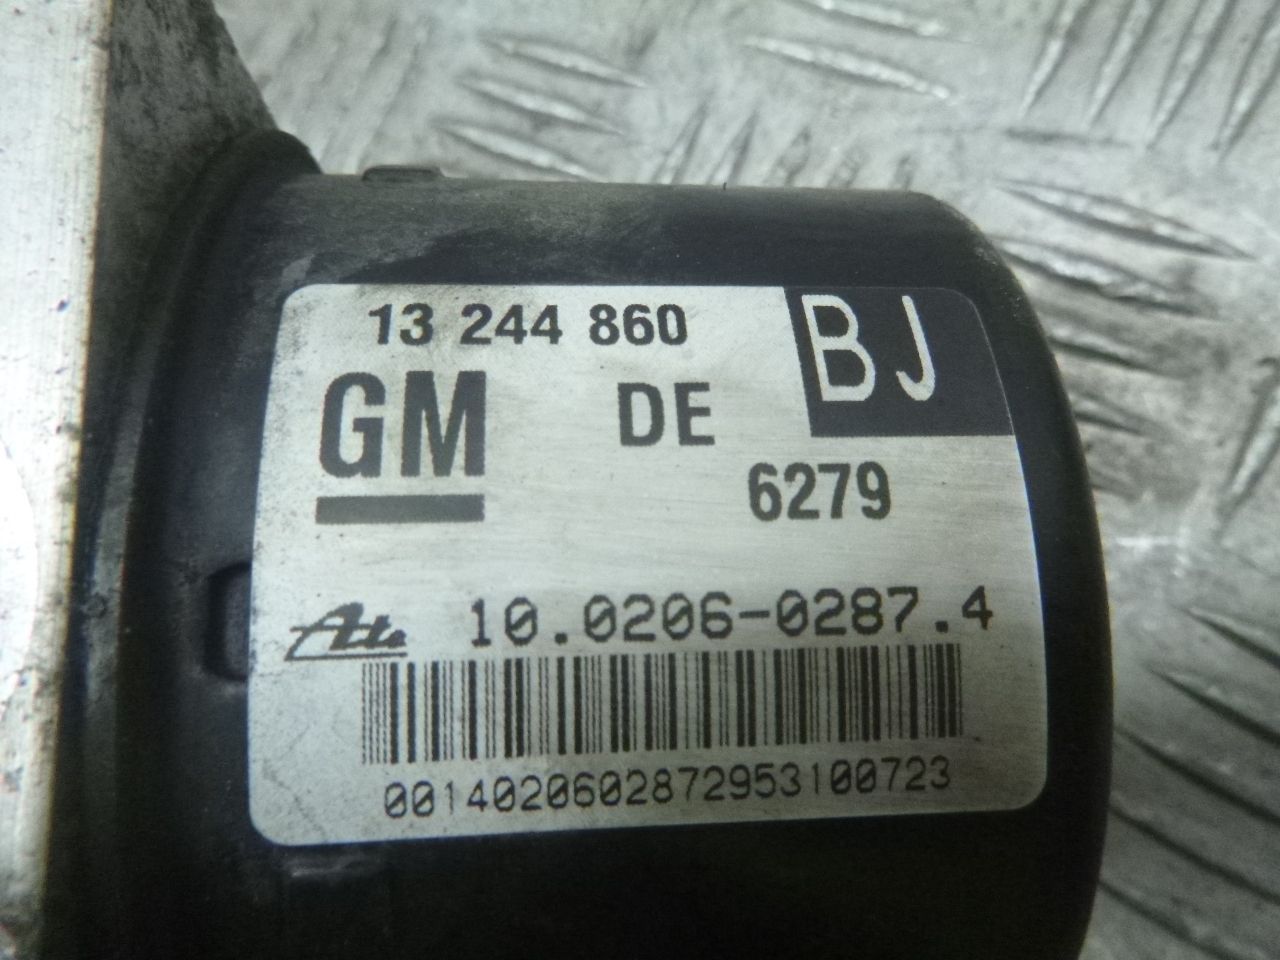 13 244 860 BJ
GM DE
6279
Ate 10.0206-0287.4
00140206028729531 00723